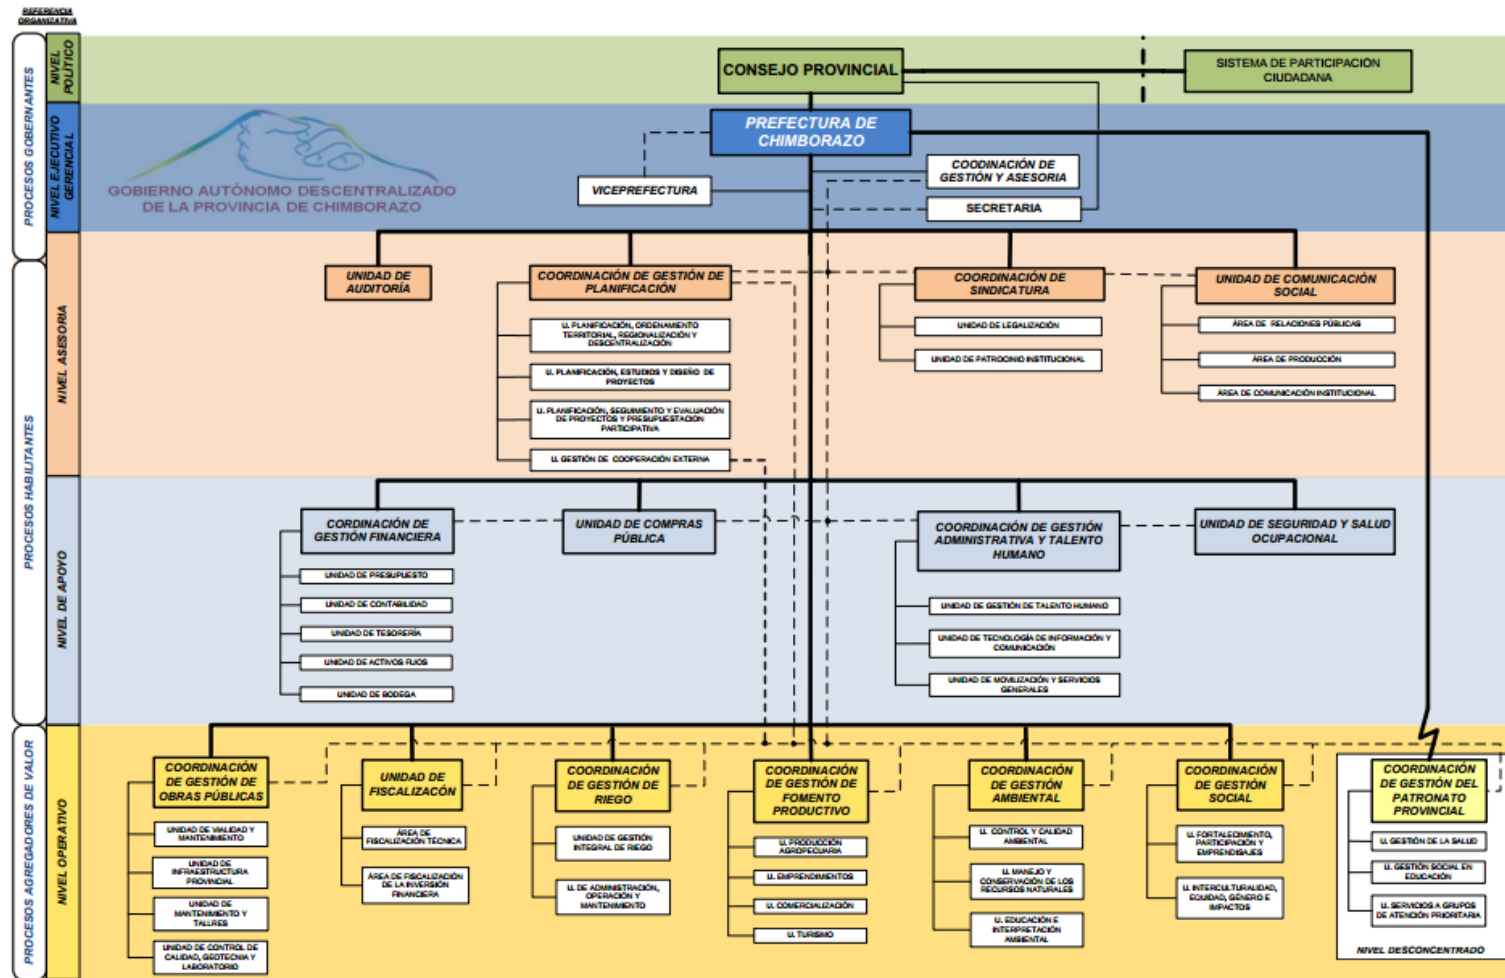 REFERENCIA
ORGANIZATIVA
PROCESOS GOBERNANTES
NIVEL
POLÍTICO
CONSEJO PROVINCIAL
SISTEMA DE PARTICIPACIÓN
CIUDADANA
NIVEL EJECUTIVO
GERENCIAL
GOBIERNO AUTÓNOMO DESCENTRALIZADO
DE LA PROVINCIA DE CHIMBORAZO
PREFECTURA DE
CHIMBORAZO
VICEPREFECTURA
COODINACIÓN DE
GESTIÓN Y ASESORIA
SECRETARIA
PROCESOS HABILITANTES
NIVEL ASESORIA
UNIDAD DE
AUDITORÍA
COORDINACIÓN DE GESTIÓN DE
PLANIFICACIÓN
U. PLANIFICACIÓN, ORDENAMIENTO
TERRITORIAL, REGIONALIZACIÓN Y
DESCENTRALIZACIÓN
U. PLANIFICACIÓN, ESTUDIOS Y DISEÑO DE
PROYECTOS
U. PLANIFICACIÓN, SEGUIMIENTO Y EVALUACIÓN
DE PROYECTOS Y PRESUPUESTACIÓN
PARTICIPATIVA
U. GESTIÓN DE COOPERACIÓN EXTERNA
COORDINACIÓN DE
SINDICATURA
UNIDAD DE LEGALIZACIÓN
UNIDAD DE PATROCINIO INSTITUCIONAL
UNIDAD DE COMUNICACIÓN
SOCIAL
ÁREA DE RELACIONES PÚBLICAS
ÁREA DE PRODUCCIÓN
ÁREA DE COMUNICACIÓN INSTITUCIONAL
NIVEL DE APOYO
CORDINACIÓN DE
GESTIÓN FINANCIERA
UNIDAD DE PRESUPUESTO
UNIDAD DE CONTABILIDAD
UNIDAD DE TESORERÍA
UNIDAD DE ACTIVOS FIJOS
UNIDAD DE BODEGA
UNIDAD DE COMPRAS
PÚBLICA
COORDINACIÓN DE GESTIÓN
ADMINISTRATIVA Y TALENTO
HUMANO
UNIDAD DE GESTIÓN DE TALENTO HUMANO
UNIDAD DE TECNOLOGÍA DE INFORMACIÓN Y
COMUNICACIÓN
UNIDAD DE MOVILIZACIÓN Y SERVICIOS
GENERALES
UNIDAD DE SEGURIDAD Y SALUD
OCUPACIONAL
PROCESOS AGREGADORES DE VALOR
NIVEL OPERATIVO
COORDINACIÓN
DE GESTIÓN DE
OBRAS PÚBLICAS
UNIDAD DE VIALIDAD Y
MANTENIMIENTO
UNIDAD DE
INFRAESTRUCTURA
PROVINCIAL
UNIDAD DE
MANTENIMIENTO Y
TALLRES
UNIDAD DE CONTROL DE
CALIDAD, GEOTECNIA Y
LABORATORIO
UNIDAD DE
FISCALIZACÓN
ÁREA DE
FISCALIZACIÓN TÉCNICA
ÁREA DE FISCALIZACIÓN
DE LA INVERSIÓN
FINANCIERA
COORDINACIÓN
DE GESTIÓN DE
RIEGO
UNIDAD DE GESTIÓN
INTEGRAL DE RIEGO
U. DE ADMINISTRACIÓN,
OPERACIÓN Y
MANTENIMIENTO
COORDINACIÓN
DE GESTIÓN DE
FOMENTO
PRODUCTIVO
U. PRODUCCIÓN
AGROPECUARIA
U. EMPRENDIMIENTOS
U. COMERCIALIZACIÓN
U. TURISMO
COORDINACIÓN
DE GESTIÓN
AMBIENTAL
U. CONTROL Y CALIDAD
AMBIENTAL
U. MANEJO Y
CONSERVACIÓN DE LOS
RECURSOS NATURALES
U. EDUCACIÓN E
INTERPRETACIÓN
AMBIENTAL
COORDINACIÓN
DE GESTIÓN
SOCIAL
U. FORTALECIMIENTO,
PARTICIPACIÓN Y
EMPRENDISAJES
U. INTERCULTURALIDAD,
EQUIDAD, GÉNERO E
IMPACTOS
COORDINACIÓN
DE GESTIÓN DEL
PATRONATO
PROVINCIAL
U. GESTIÓN DE LA SALUD
U. GESTIÓN SOCIAL EN
EDUCACIÓN
U. SERVICIOS A GRUPOS
DE ATENCIÓN PRIORITARIA
NIVEL DESCONCENTRADO